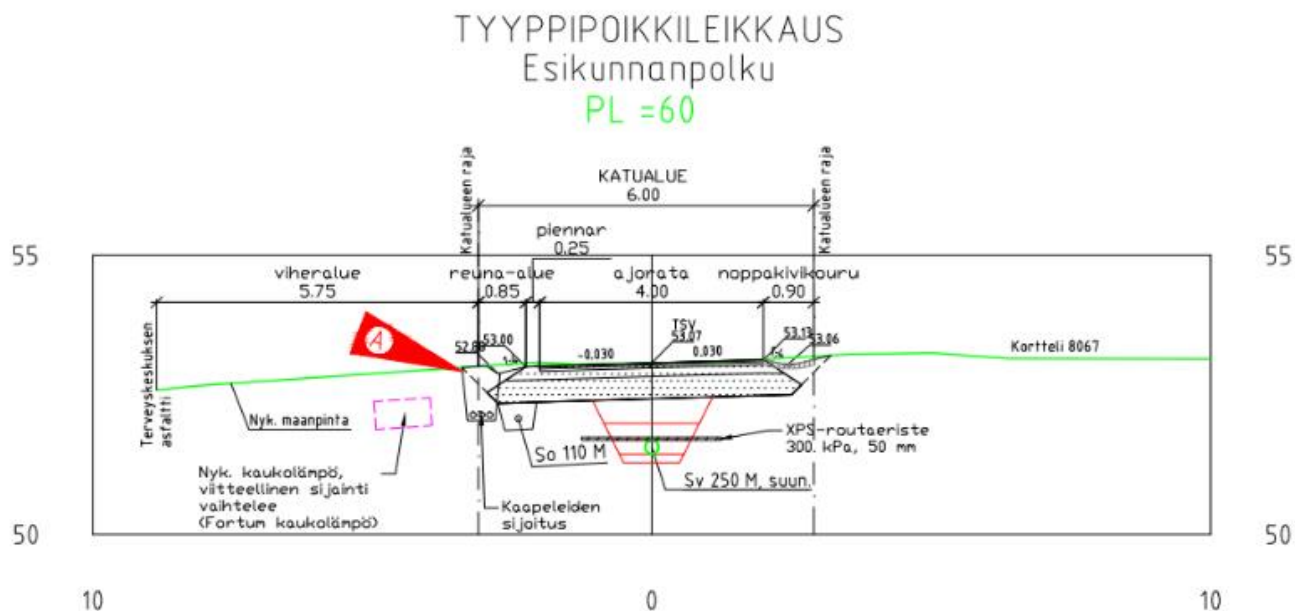 TYYPPIPOIKKILEIKKAUS
Esikunnanpolku
PL =60
Katualueen raja
KATUALUE
6.00
Katualueen raja
piennar
0.25
55
55
viheralue
5.75
reuna-alue
0.85
ajorata
4.00
noppakivikouru
0.90
A
53.00
TSV
53.07
53.13
53.06
-0.030
0.030
Kortteli 8067
Terveyskeskuksen
asfaltti
Nyk. maanpinta
XPS-routaeriste
300. kPa, 50 mm
So 110 M
Sv 250 M, suun.
Nyk. kaukolämpö,
viitteellinen sijainti
vaihtelee
(Fortum kaukolämpö)
Kaapeleiden
sijoitus
50
50
10
0
10